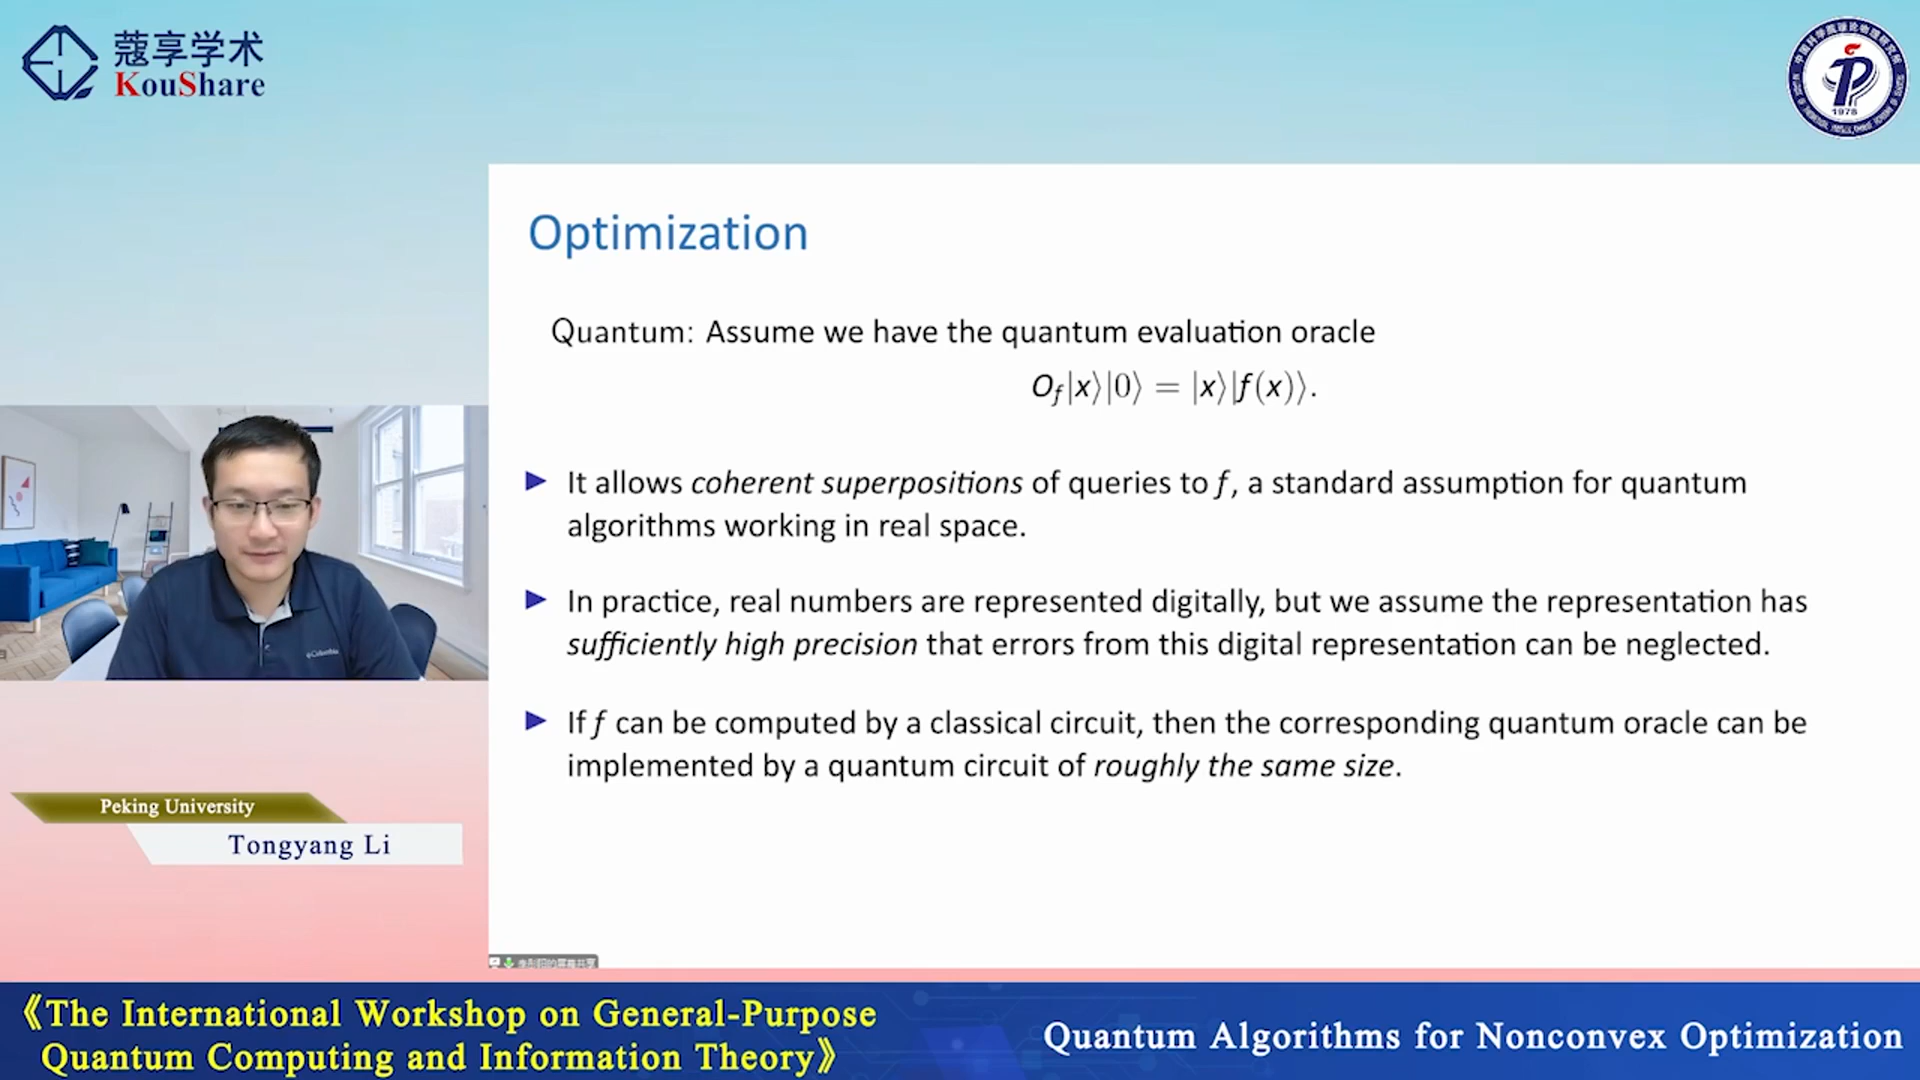 蔻享学术
KouShare
1978
Optimization
Quantum: Assume we have the quantum evaluation oracle
O_f|x⟩|0⟩ = |x⟩|f(x)⟩.
▶ It allows coherent superpositions of queries to f, a standard assumption for quantum
algorithms working in real space.
▶ In practice, real numbers are represented digitally, but we assume the representation has
sufficiently high precision that errors from this digital representation can be neglected.
▶ If f can be computed by a classical circuit, then the corresponding quantum oracle can be
implemented by a quantum circuit of roughly the same size.
Columbia
Peking University
Tongyang Li
《The International Workshop on General-Purpose
Quantum Computing and Information Theory》
Quantum Algorithms for Nonconvex Optimization